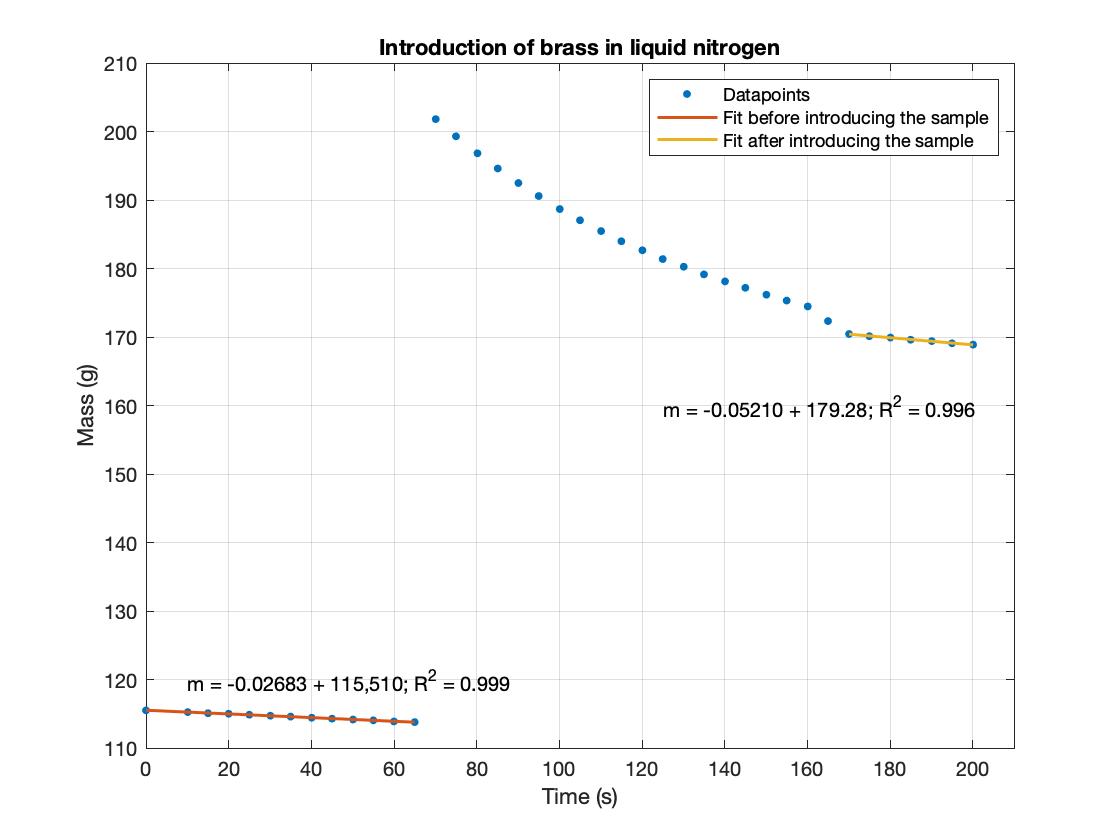 Introduction of brass in liquid nitrogen
Datapoints
Fit before introducing the sample
Fit after introducing the sample
210
200
190
180
170
160
150
140
130
120
110
Mass (g)
m = -0.05210 + 179.28; R² = 0.996
m = -0.02683 + 115,510; R² = 0.999
0 20 40 60 80 100 120 140 160 180 200
Time (s)